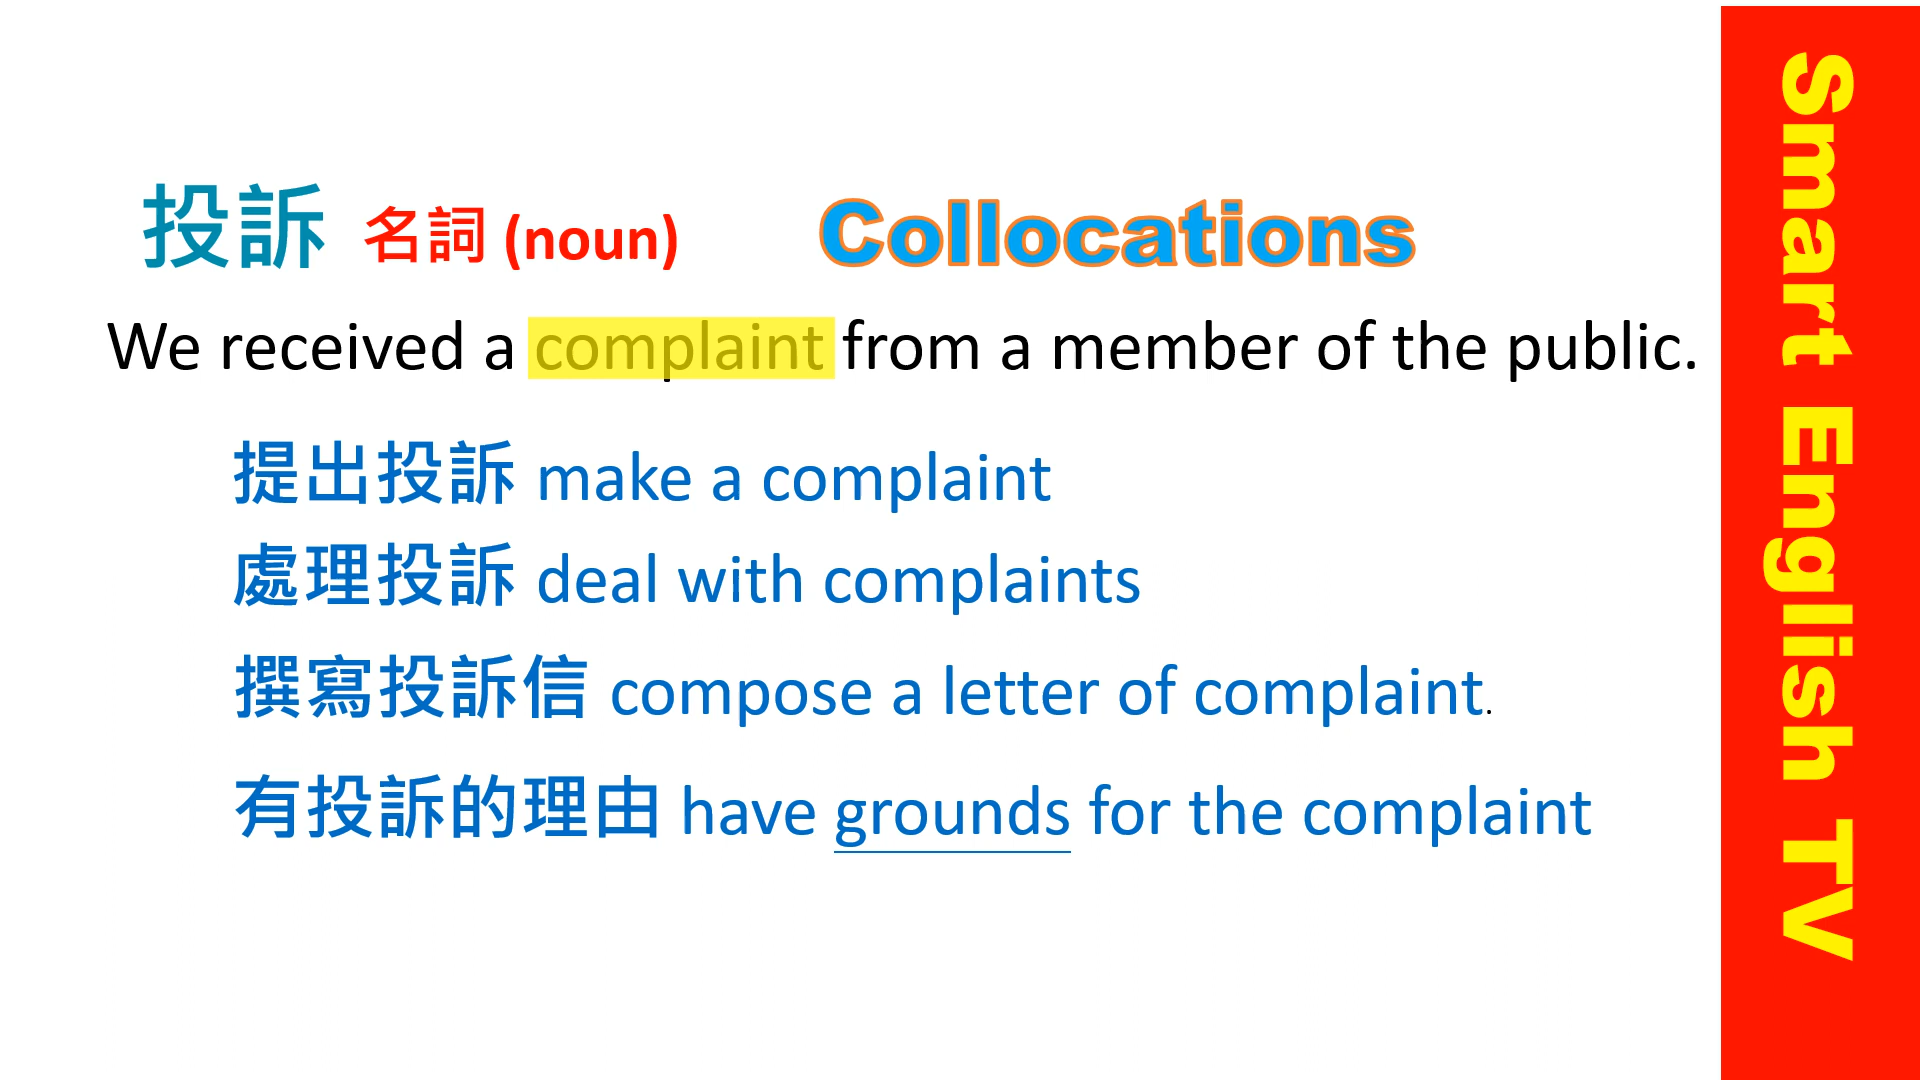 投訴 名詞 (noun) Collocations
We received a complaint from a member of the public.
提出投訴 make a complaint
處理投訴 deal with complaints
撰寫投訴信 compose a letter of complaint.
有投訴的理由 have grounds for the complaint
Smart English TV